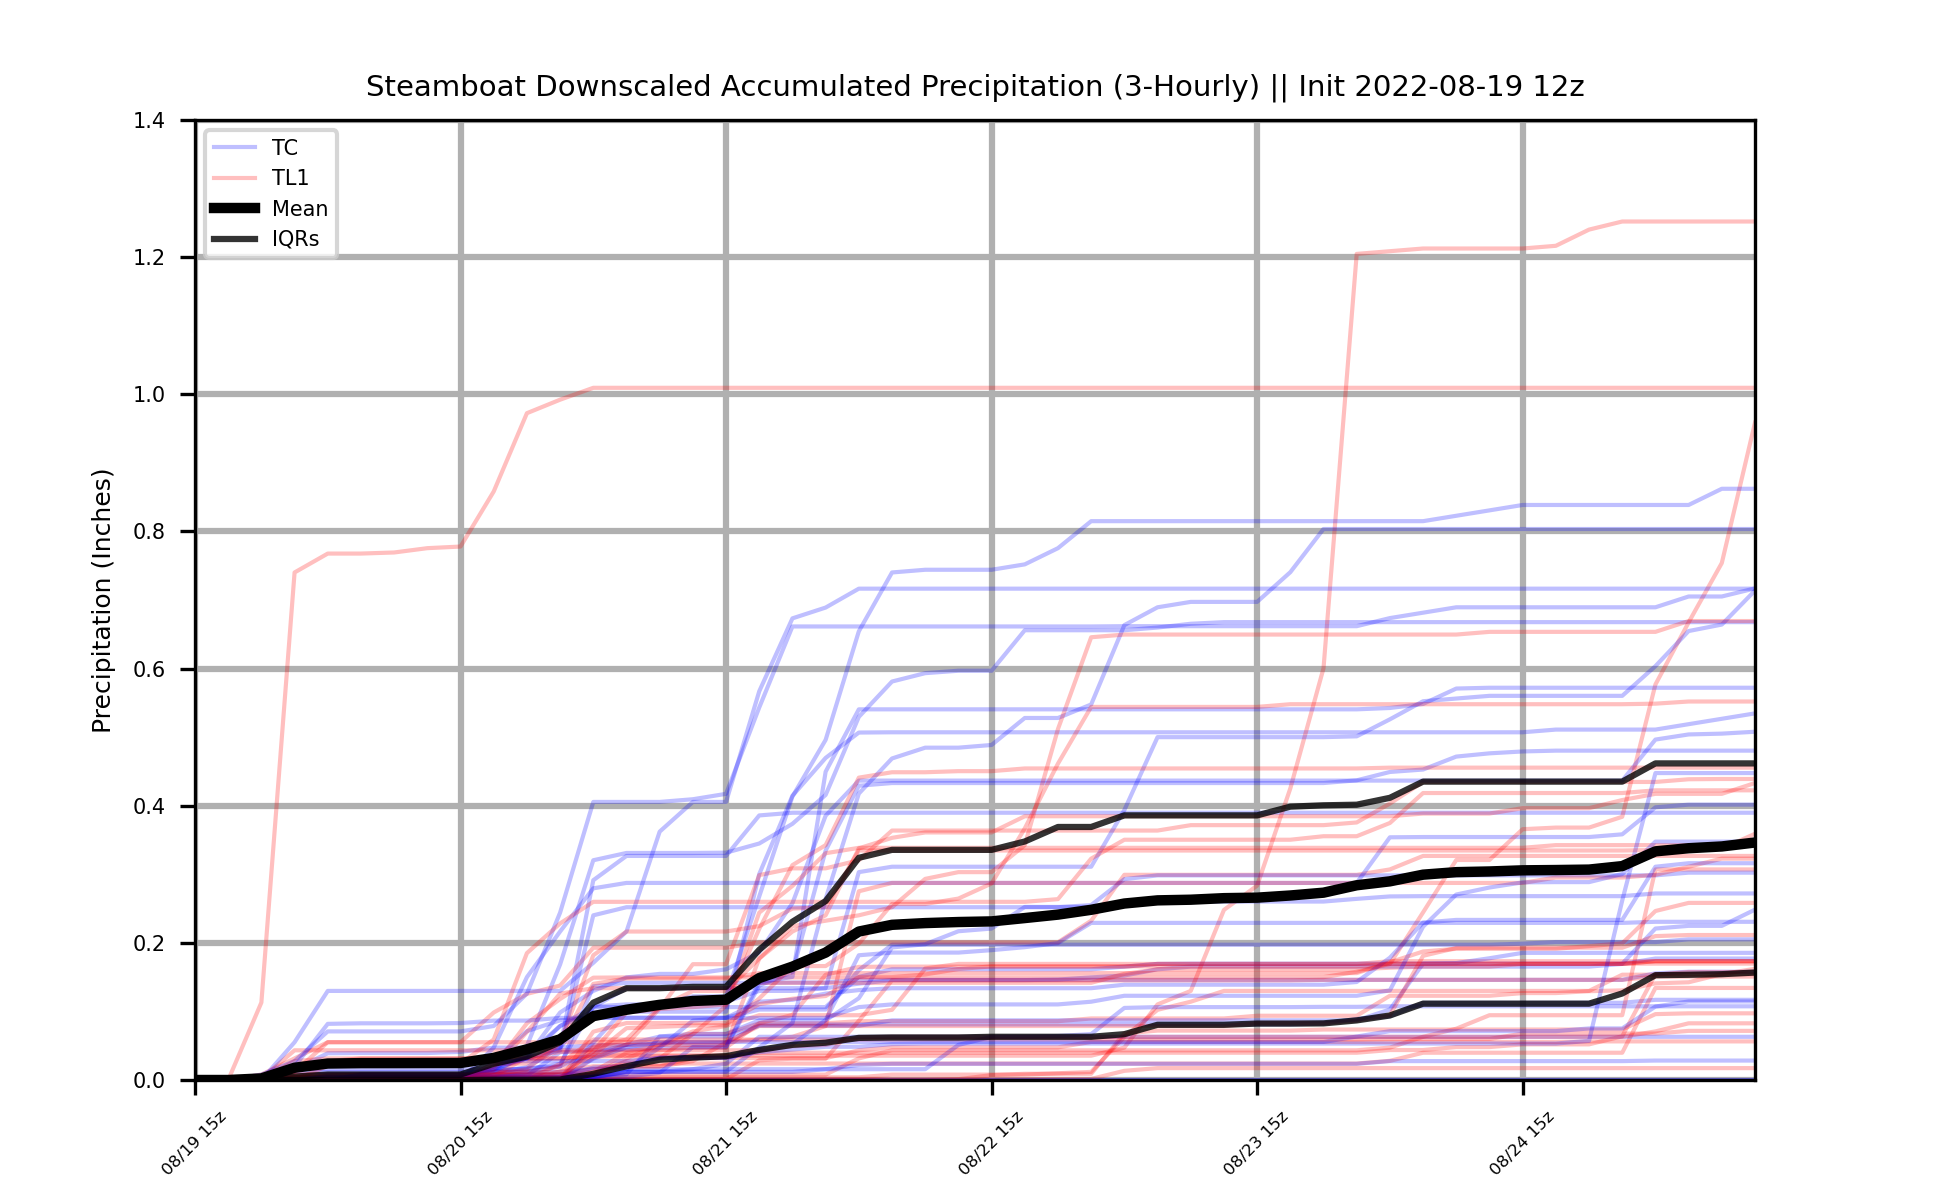 Steamboat Downscaled Accumulated Precipitation (3-Hourly) || Init 2022-08-19 12z
1.4
1.2
1.0
0.8
0.6
0.4
0.2
0.0
Precipitation (Inches)
TC
TL1
Mean
IQRs
08/19 15z
08/20 15z
08/21 15z
08/22 15z
08/23 15z
08/24 15z